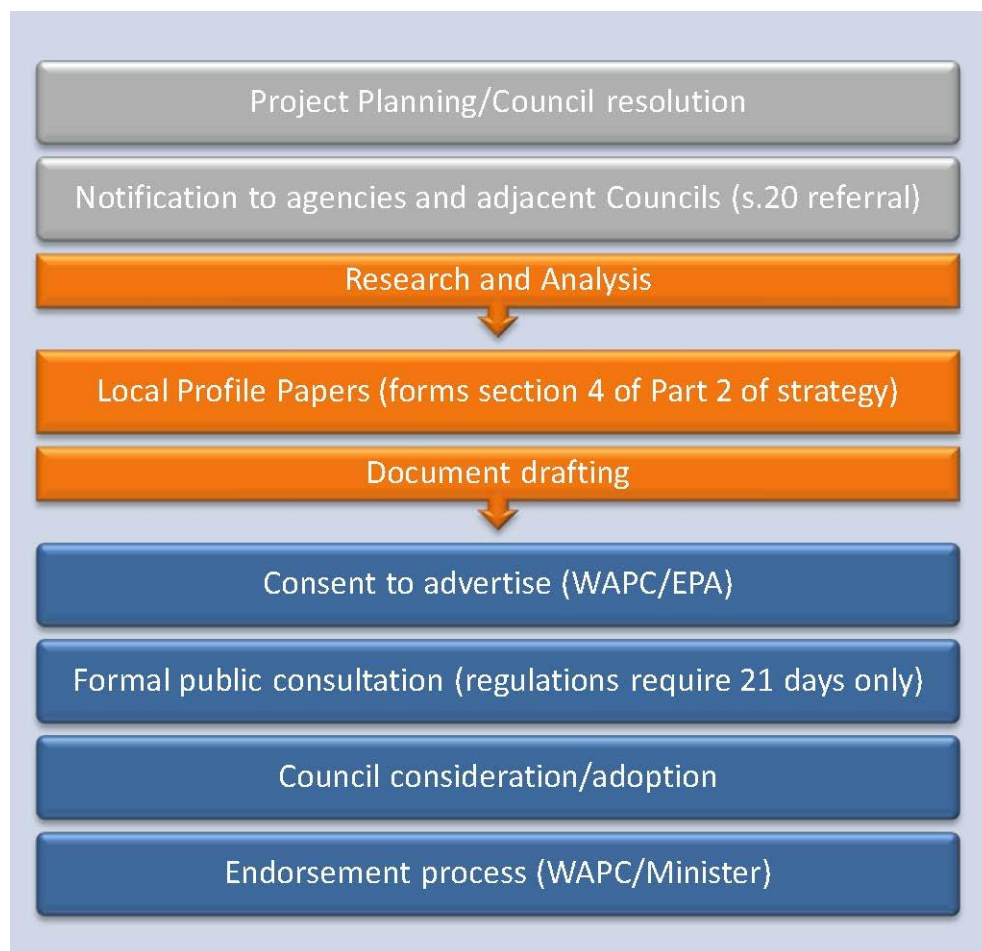 Project Planning/Council resolution
Notification to agencies and adjacent Councils (s.20 referral)
Research and Analysis
Local Profile Papers (forms section 4 of Part 2 of strategy)
Document drafting
Consent to advertise (WAPC/EPA)
Formal public consultation (regulations require 21 days only)
Council consideration/adoption
Endorsement process (WAPC/Minister)